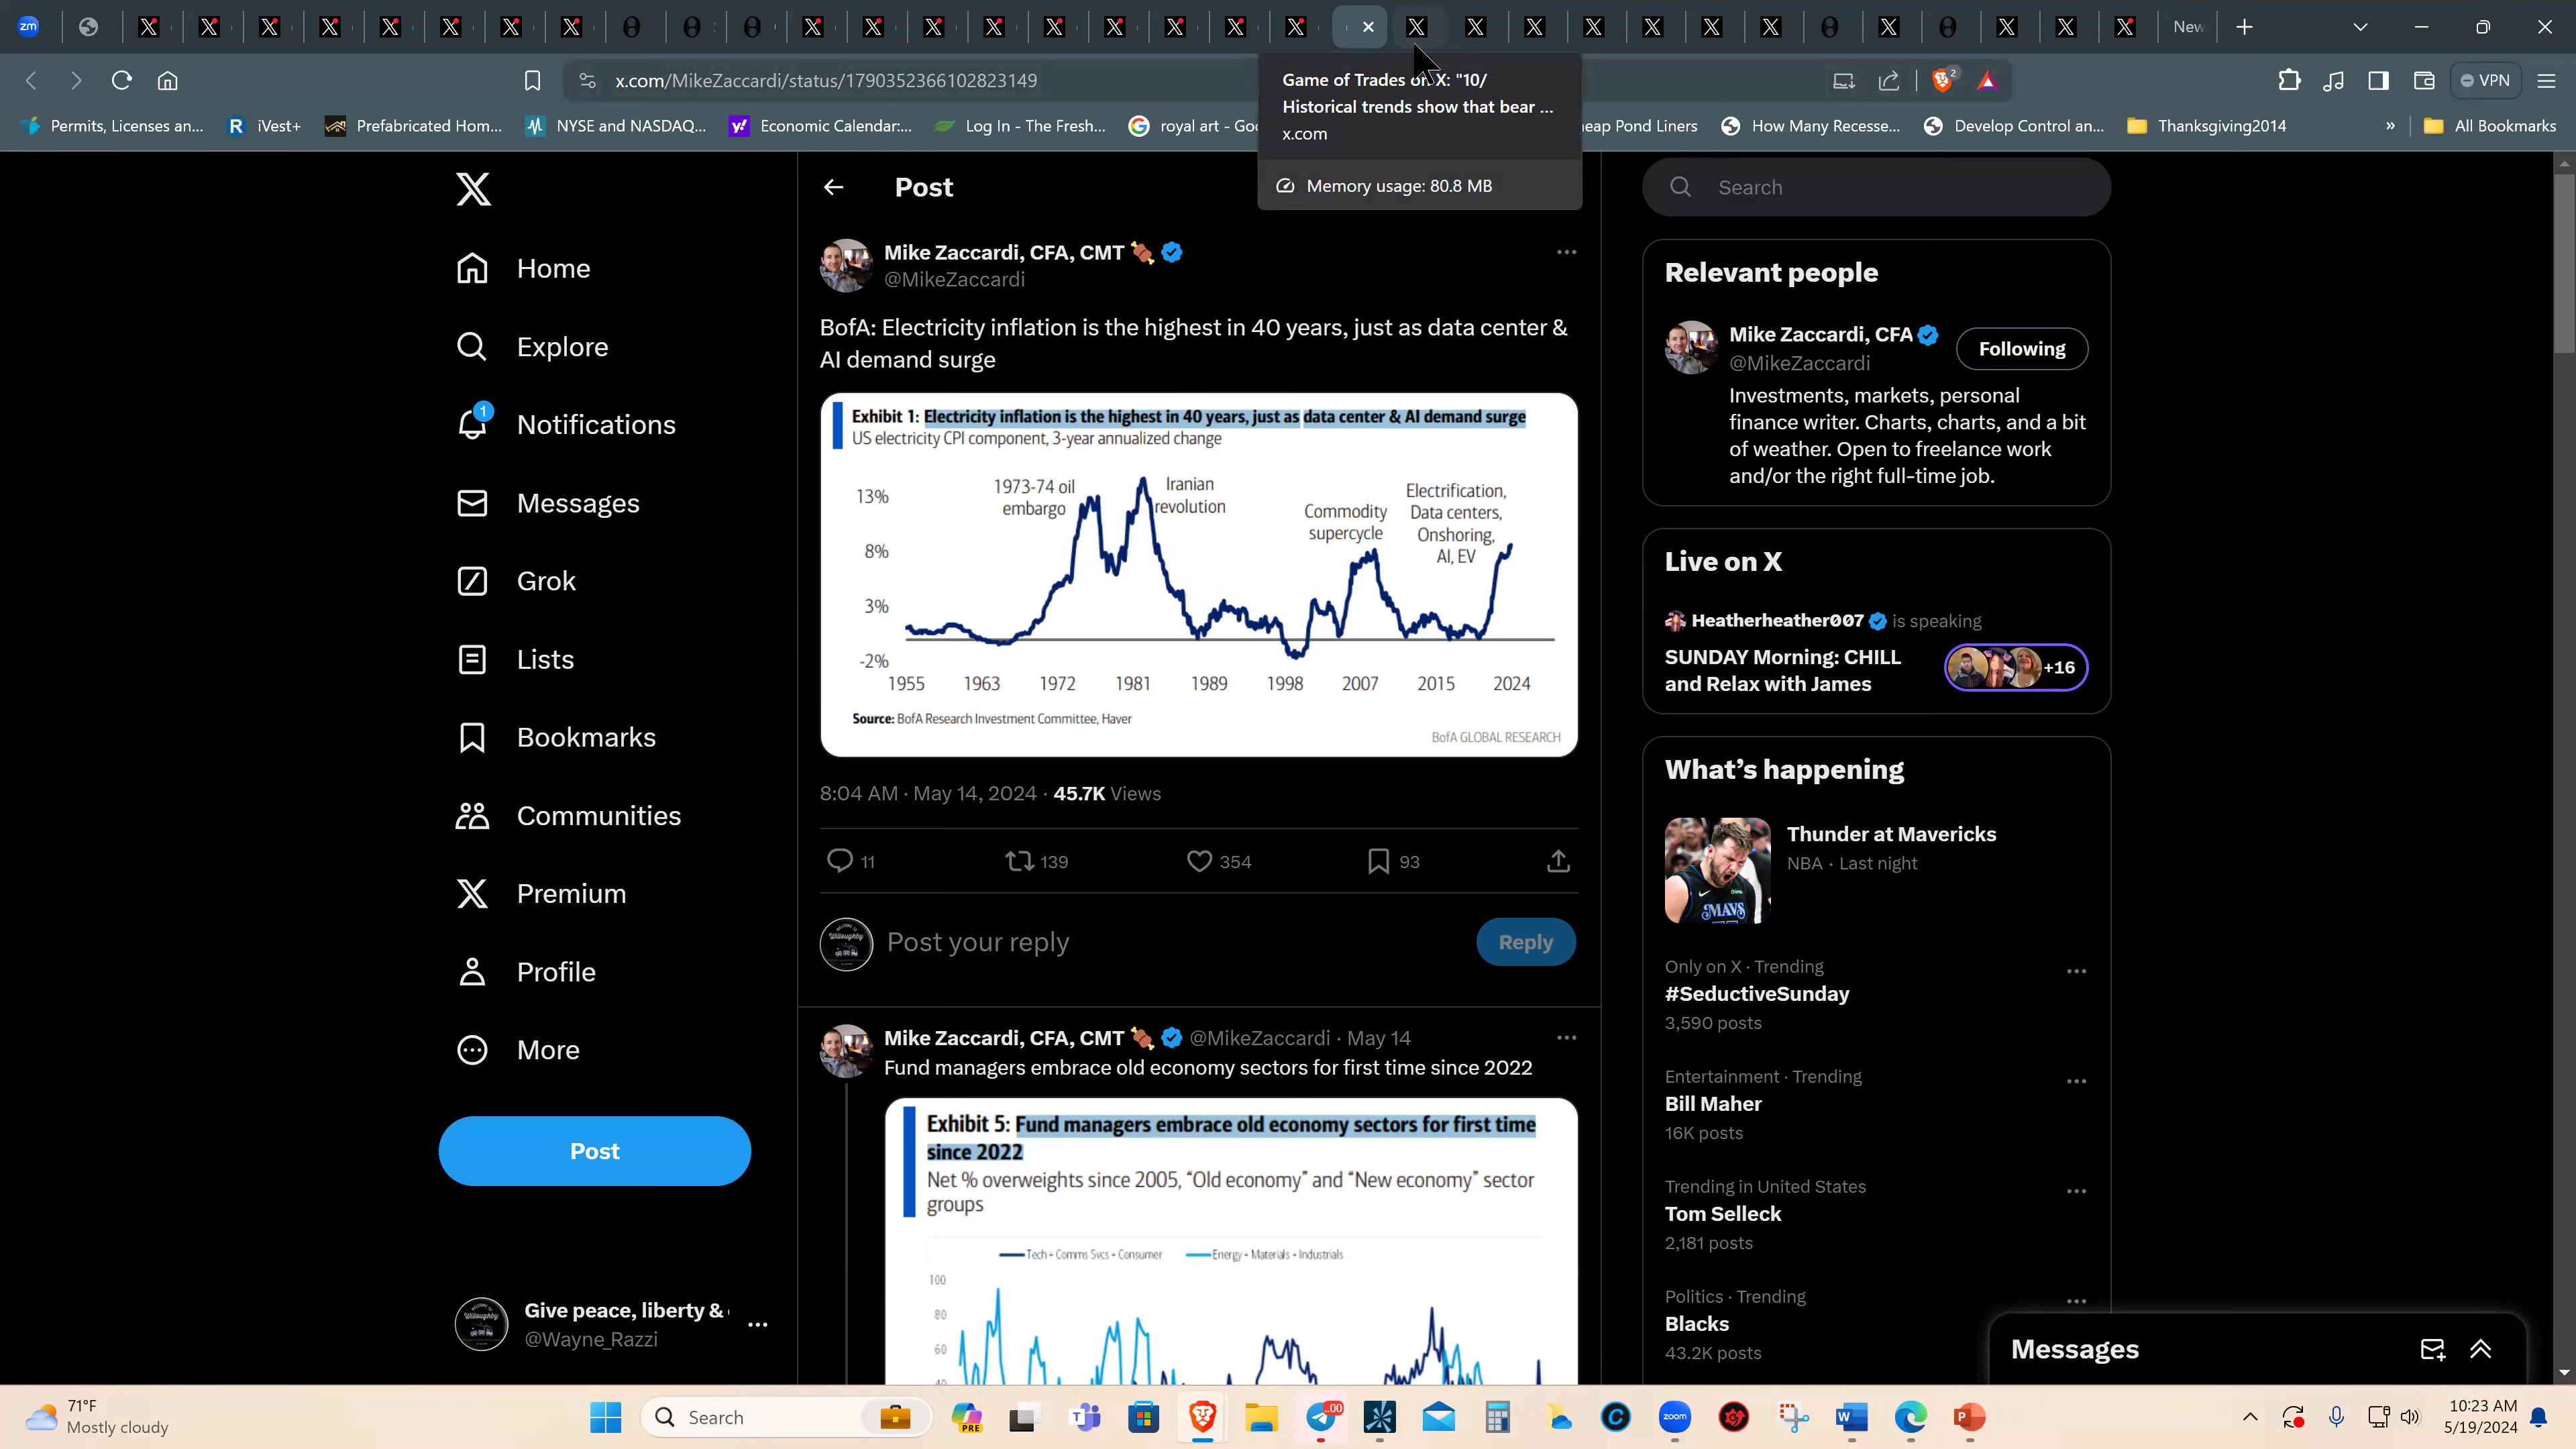 zm
New
x.com/MikeZaccardi/status/1790352366102823149
2
VPN
Game of Trades on X: "10/
Historical trends show that bear ...
x.com
Memory usage: 80.8 MB
Permits, Licenses an...
iVest+
Prefabricated Hom...
NYSE and NASDAQ...
Economic Calendar:...
Log In - The Fresh...
royal art - Goo
eap Pond Liners
How Many Recesse...
Develop Control an...
Thanksgiving2014
»
All Bookmarks
Home
Explore
1
Notifications
Messages
Grok
Lists
Bookmarks
Communities
Premium
Profile
More
Post
Give peace, liberty &
@Wayne_Razzi
Post
Mike Zaccardi, CFA, CMT
@MikeZaccardi
BofA: Electricity inflation is the highest in 40 years, just as data center &
AI demand surge
Exhibit 1: Electricity inflation is the highest in 40 years, just as data center & AI demand surge
US electricity CPI component, 3-year annualized change
13%
8%
3%
-2%
1973-74 oil
embargo
Iranian
revolution
Commodity
supercycle
Electrification,
Data centers,
Onshoring,
AI, EV
1955 1963 1972 1981 1989 1998 2007 2015 2024
Source: BofA Research Investment Committee, Haver
BofA GLOBAL RESEARCH
8:04 AM · May 14, 2024 · 45.7K Views
11 139 354 93
Post your reply
Reply
Mike Zaccardi, CFA, CMT @MikeZaccardi · May 14
Fund managers embrace old economy sectors for first time since 2022
Exhibit 5: Fund managers embrace old economy sectors for first time
since 2022
Net % overweights since 2005, "Old economy" and "New economy" sector
groups
Tech + Comms Svcs + Consumer Energy + Materials + Industrials
100
80
60
40
Search
Relevant people
Mike Zaccardi, CFA
@MikeZaccardi
Following
Investments, markets, personal
finance writer. Charts, charts, and a bit
of weather. Open to freelance work
and/or the right full-time job.
Live on X
Heatherheather007 is speaking
SUNDAY Morning: CHILL
and Relax with James
+16
What's happening
Thunder at Mavericks
NBA · Last night
MAVS
Only on X · Trending
#SeductiveSunday
3,590 posts
Entertainment · Trending
Bill Maher
16K posts
Trending in United States
Tom Selleck
2,181 posts
Politics · Trending
Blacks
43.2K posts
Messages
71°F
Mostly cloudy
Search
PRE
.00
zoom
10:23 AM
5/19/2024